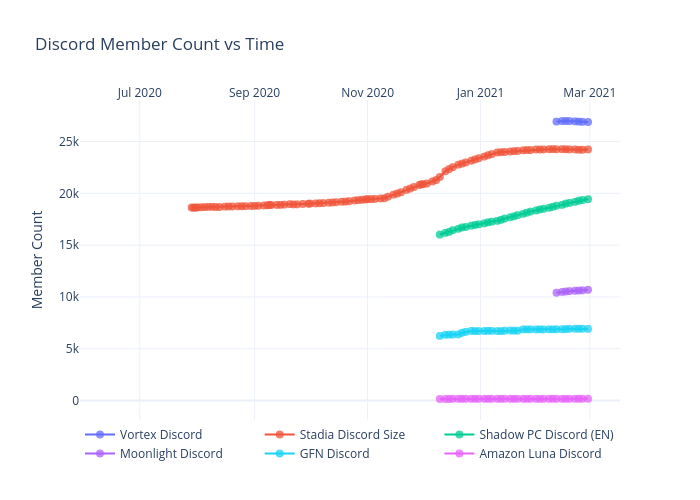 Discord Member Count vs Time
Jul 2020 Sep 2020 Nov 2020 Jan 2021 Mar 2021
25k
20k
15k
10k
5k
0
Member Count
Vortex Discord Stadia Discord Size Shadow PC Discord (EN)
Moonlight Discord GFN Discord Amazon Luna Discord